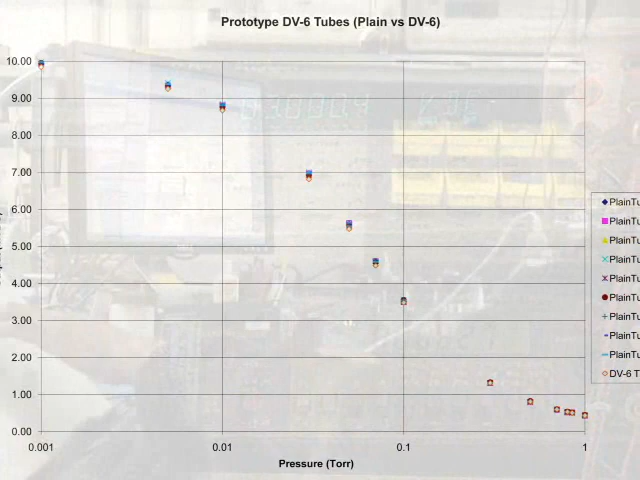 Prototype DV-6 Tubes (Plain vs DV-6)
10.00
9.00
8.00
7.00
6.00
5.00
4.00
3.00
2.00
1.00
0.00
0.001
0.01
0.1
1
Pressure (Torr)
PlainTu
PlainTu
PlainTu
PlainTu
PlainTu
PlainTu
PlainTu
PlainTu
PlainTu
DV-6 T